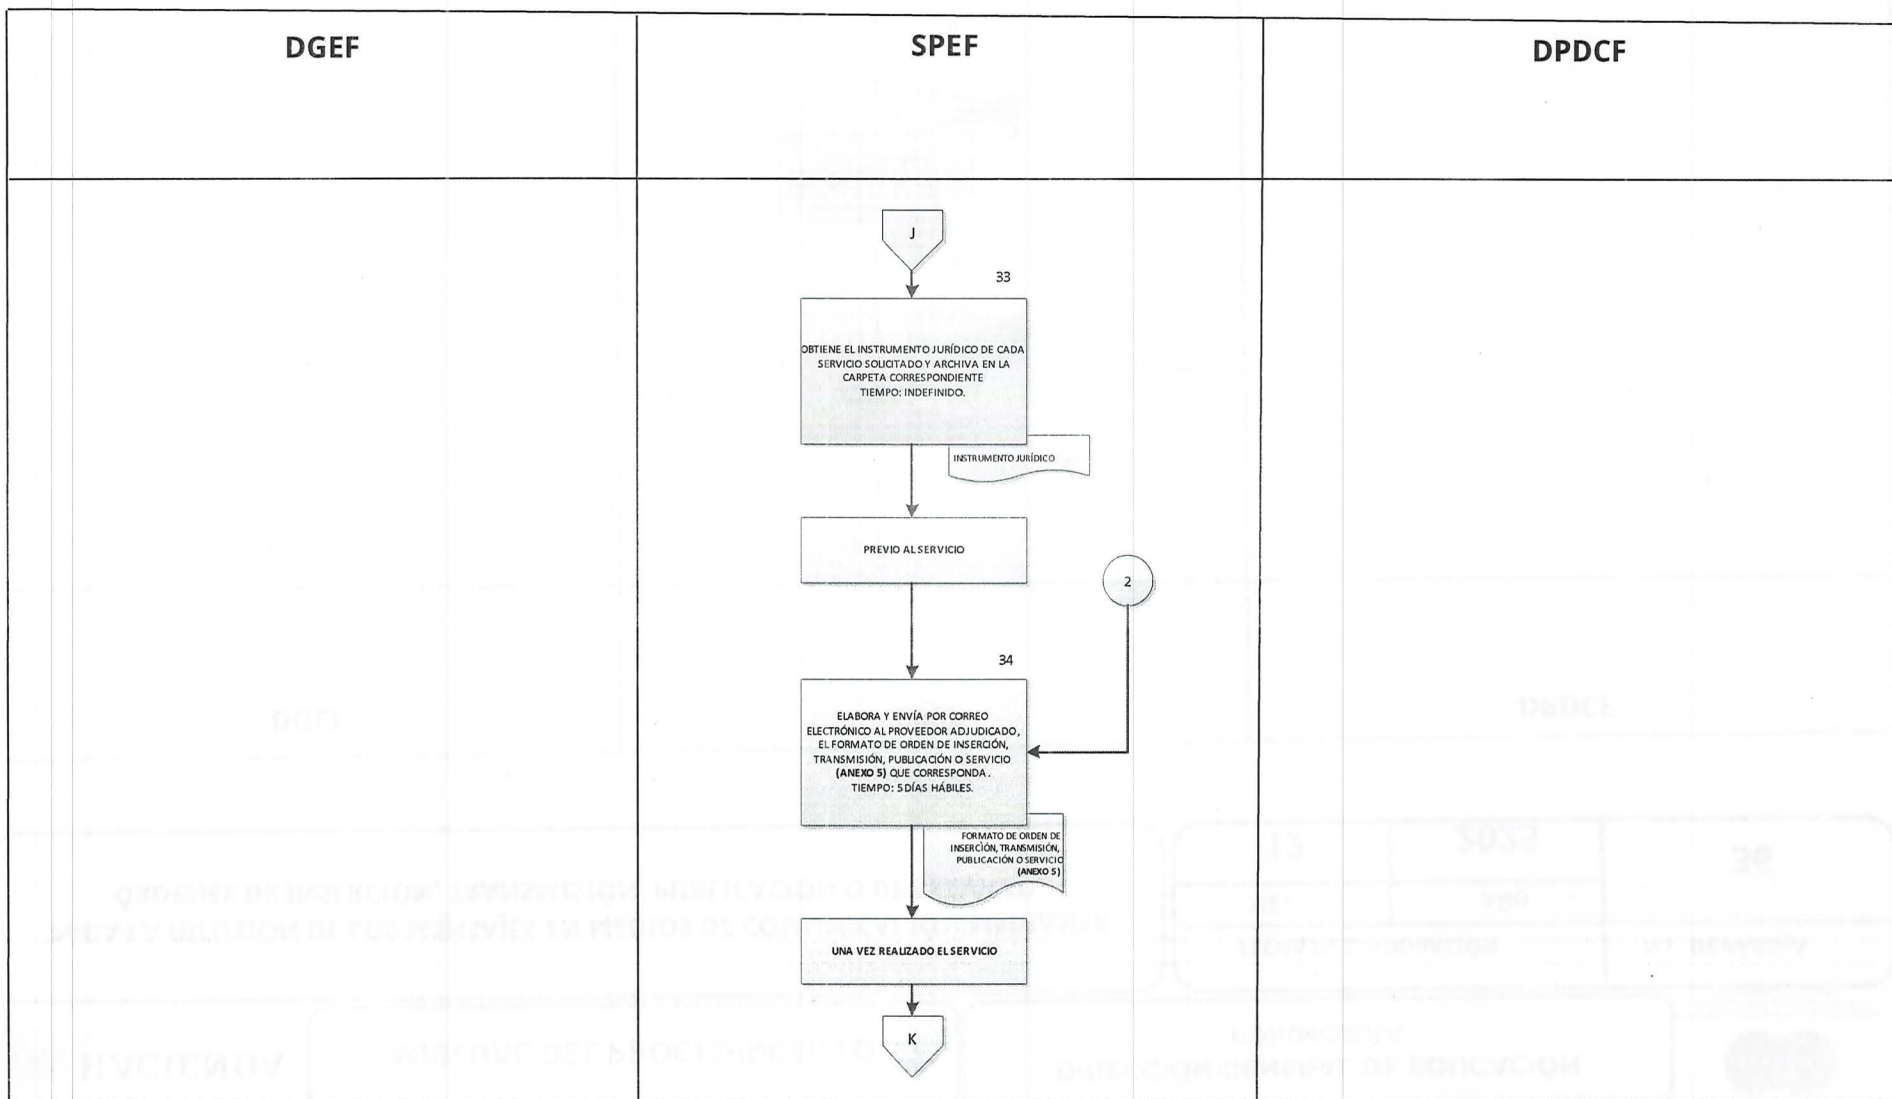 DGEF
SPEF
DPDCF
J
33
OBTIENE EL INSTRUMENTO JURÍDICO DE CADA
SERVICIO SOLICITADO Y ARCHIVA EN LA
CARPETA CORRESPONDIENTE
TIEMPO: INDEFINIDO.
INSTRUMENTO JURÍDICO
PREVIO AL SERVICIO
2
34
ELABORA Y ENVÍA POR CORREO
ELECTRÓNICO AL PROVEEDOR ADJUDICADO,
EL FORMATO DE ORDEN DE INSERCIÓN,
TRANSMISIÓN, PUBLICACIÓN O SERVICIO
(ANEXO 5) QUE CORRESPONDA.
TIEMPO: 5 DÍAS HÁBILES.
FORMATO DE ORDEN DE
INSERCIÓN, TRANSMISIÓN,
PUBLICACIÓN O SERVICIO
(ANEXO 5)
UNA VEZ REALIZADO EL SERVICIO
K